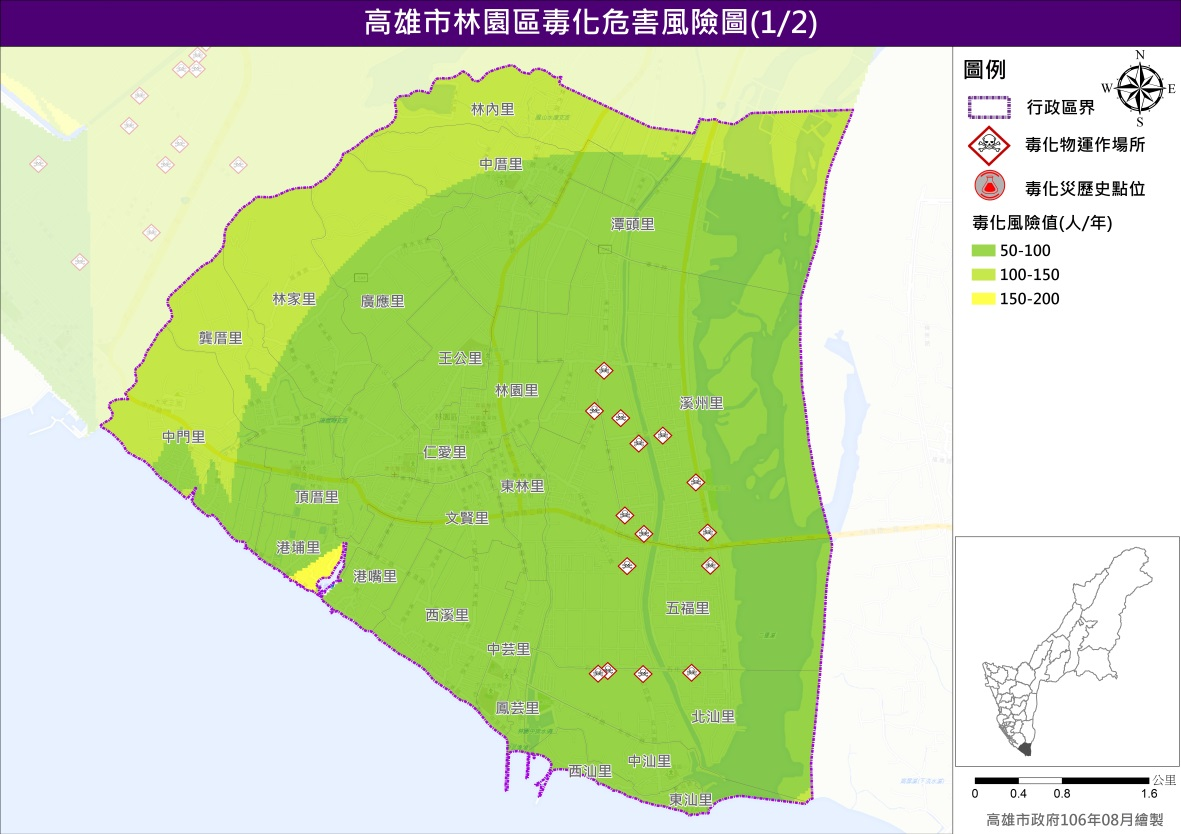 高雄市林園區毒化危害風險圖(1/2)
圖例
N
W
E
S
行政區界
毒化物運作場所
毒化災歷史點位
毒化風險值(人/年)
50-100
100-150
150-200
林內里
中厝里
潭頭里
林家里
廣應里
龔厝里
王公里
林園里
溪州里
中門里
仁愛里
頂厝里
東林里
文賢里
港埔里
港嘴里
西溪里
五福里
中芸里
鳳芸里
北汕里
中汕里
西汕里
東汕里
公里
0 0.4 0.8 1.6
高雄市政府106年08月繪製